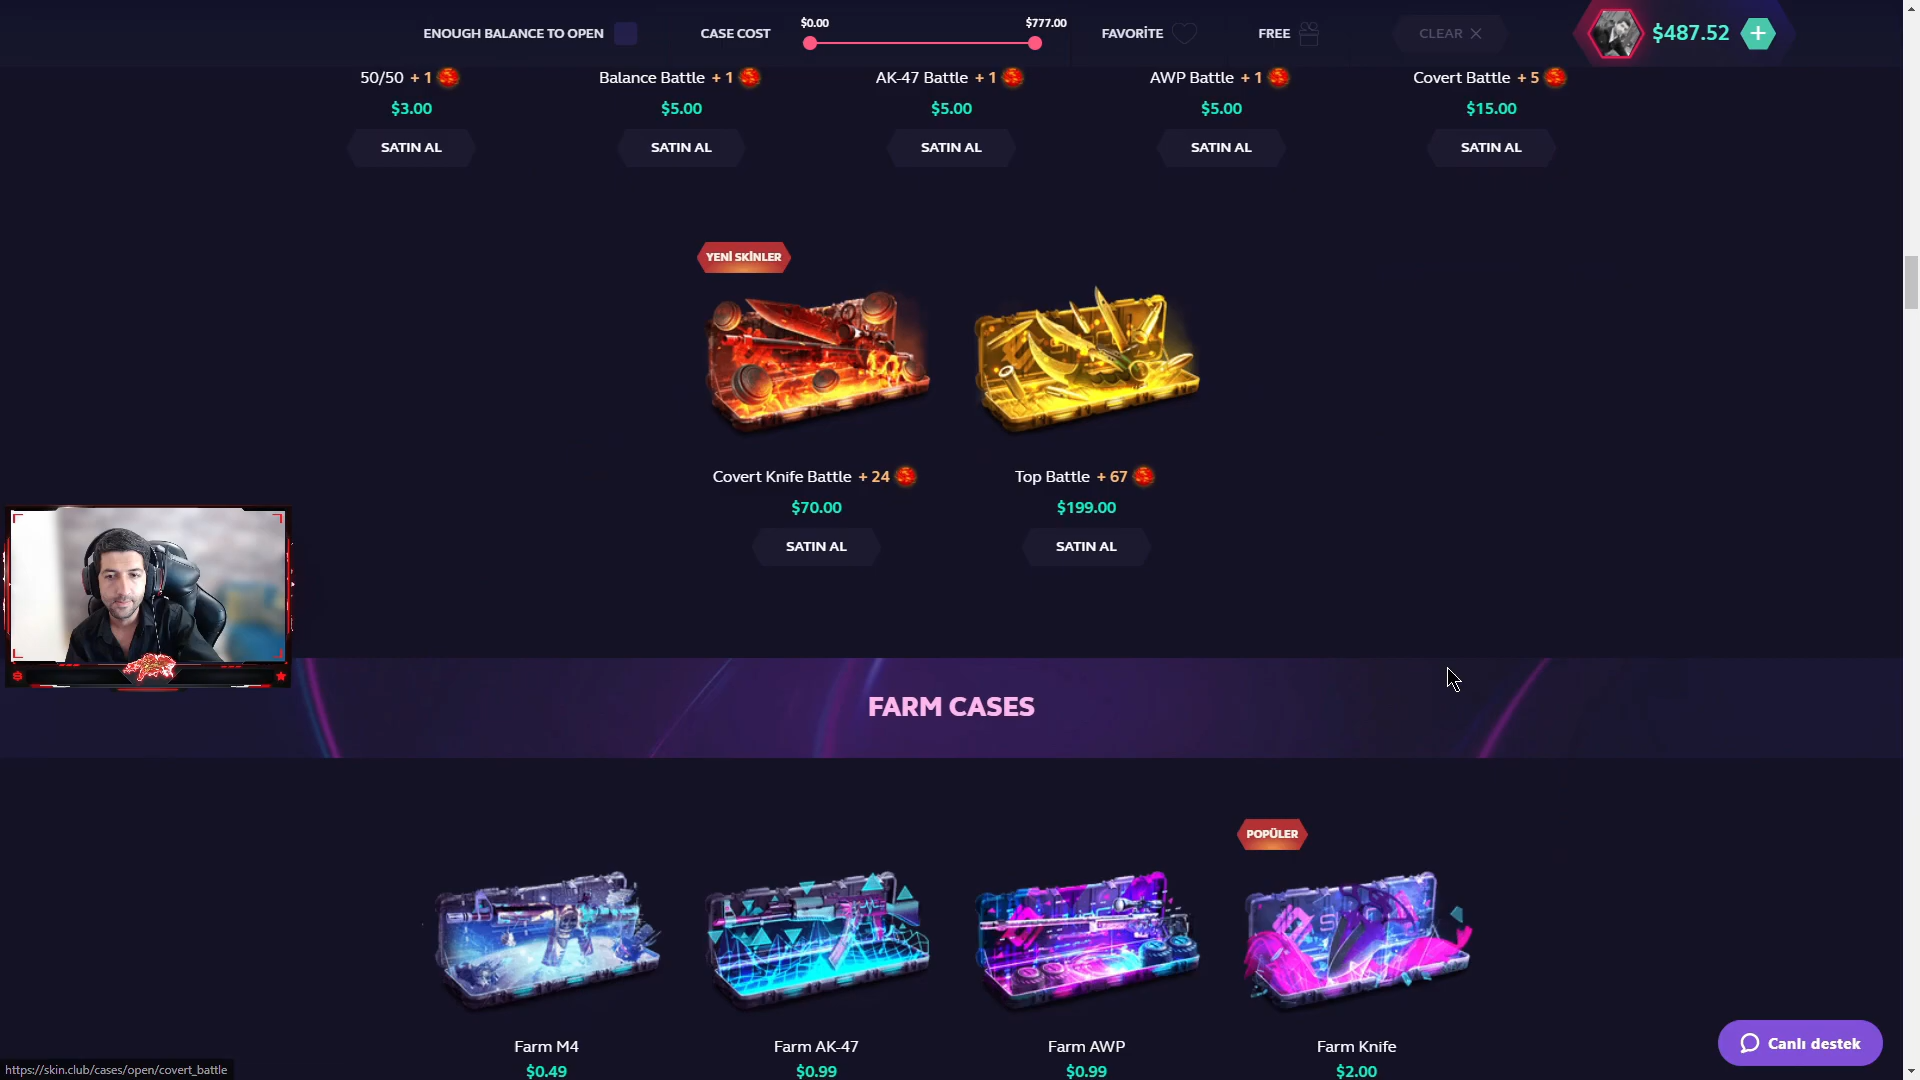 ENOUGH BALANCE TO OPEN
CASE COST
$0.00
$777.00
FAVORİTE
FREE
CLEAR
$487.52
50/50 + 1
Balance Battle + 1
AK-47 Battle + 1
AWP Battle + 1
Covert Battle + 5
$3.00
$5.00
$5.00
$5.00
$15.00
SATIN AL
SATIN AL
SATIN AL
SATIN AL
SATIN AL
YENİ SKİNLER
Covert Knife Battle + 24
Top Battle + 67
$70.00
$199.00
SATIN AL
SATIN AL
FARM CASES
POPÜLER
Farm M4
Farm AK-47
Farm AWP
Farm Knife
$0.49
$0.99
$0.99
$2.00
Canlı destek
https://skin.club/cases/open/covert_battle